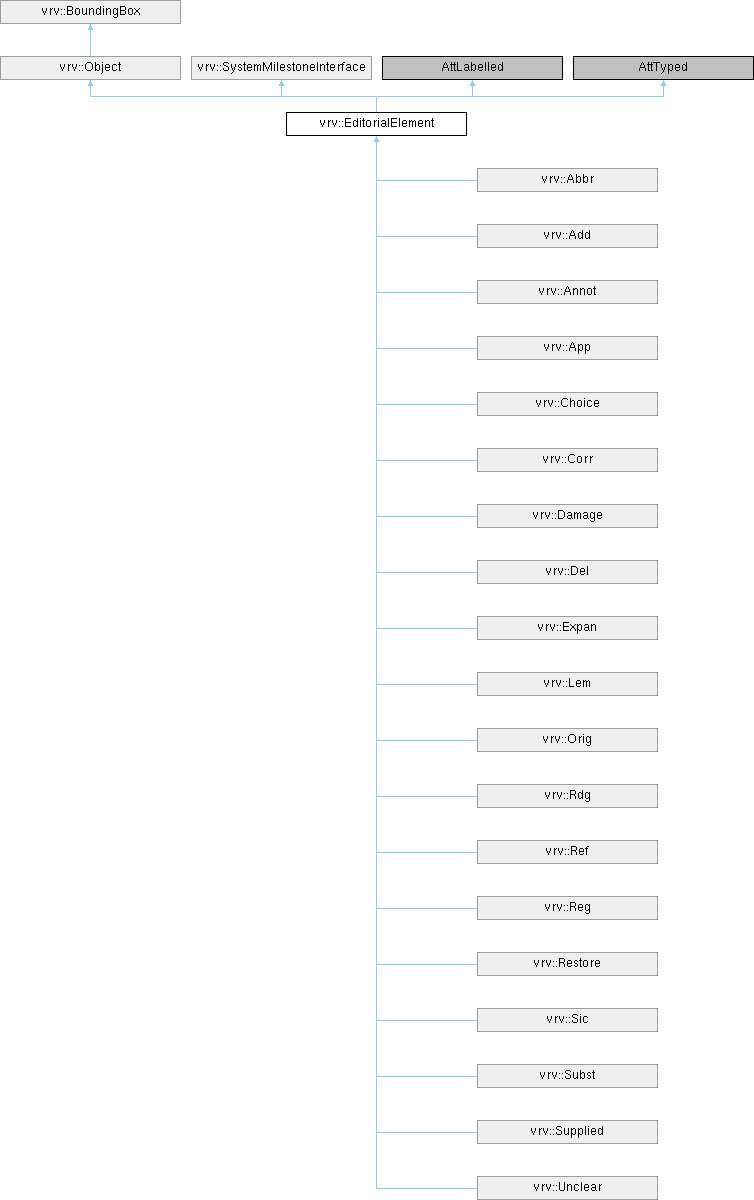 vrv::BoundingBox
vrv::Object vrv::SystemMilestoneInterface AttLabelled AttTyped
vrv::EditorialElement
vrv::Abbr
vrv::Add
vrv::Annot
vrv::App
vrv::Choice
vrv::Corr
vrv::Damage
vrv::Del
vrv::Expan
vrv::Lem
vrv::Orig
vrv::Rdg
vrv::Ref
vrv::Reg
vrv::Restore
vrv::Sic
vrv::Subst
vrv::Supplied
vrv::Unclear